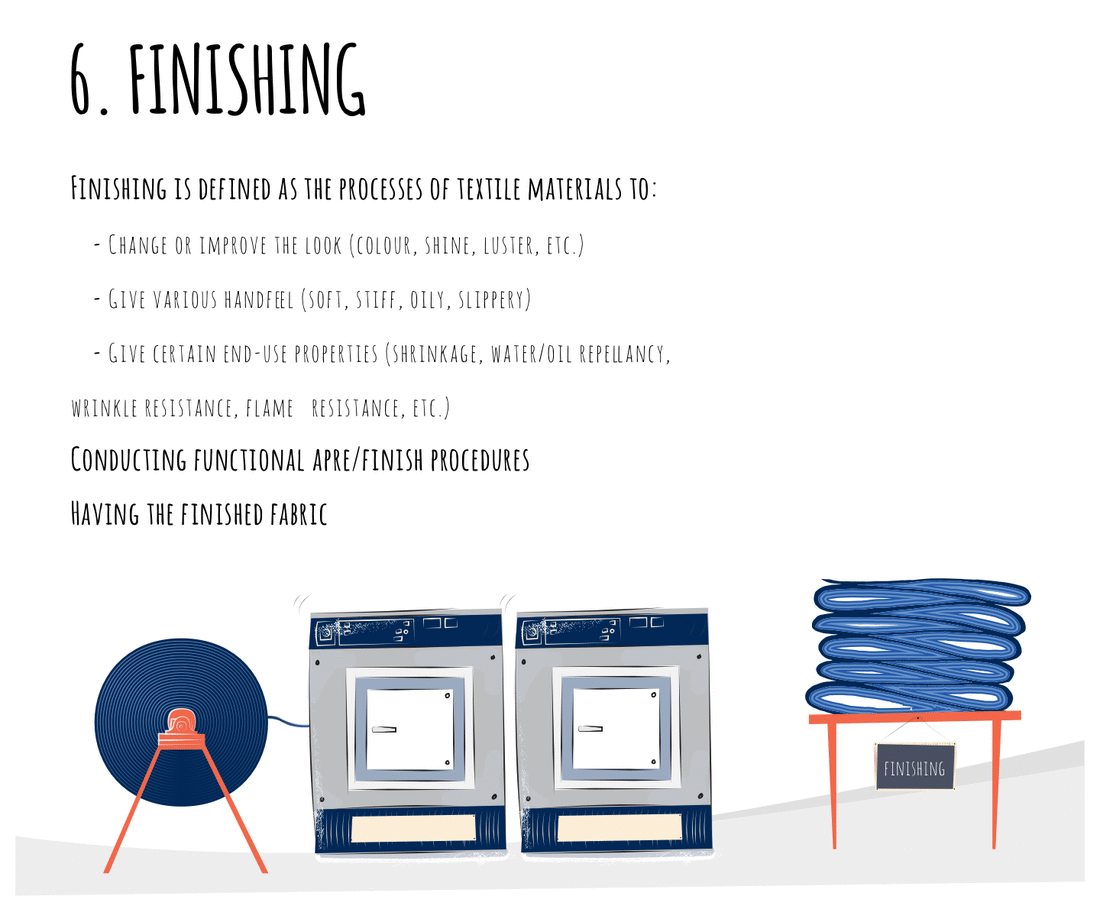 6. FINISHING
FINISHING IS DEFINED AS THE PROCESSES OF TEXTILE MATERIALS TO:
- CHANGE OR IMPROVE THE LOOK (COLOUR, SHINE, LUSTER, ETC.)
- GIVE VARIOUS HANDFEEL (SOFT, STIFF, OILY, SLIPPERY)
- GIVE CERTAIN END-USE PROPERTIES (SHRINKAGE, WATER/OIL REPELLANCY,
WRINKLE RESISTANCE, FLAME RESISTANCE, ETC.)
CONDUCTING FUNCTIONAL APRE/FINISH PROCEDURES
HAVING THE FINISHED FABRIC
FINISHING